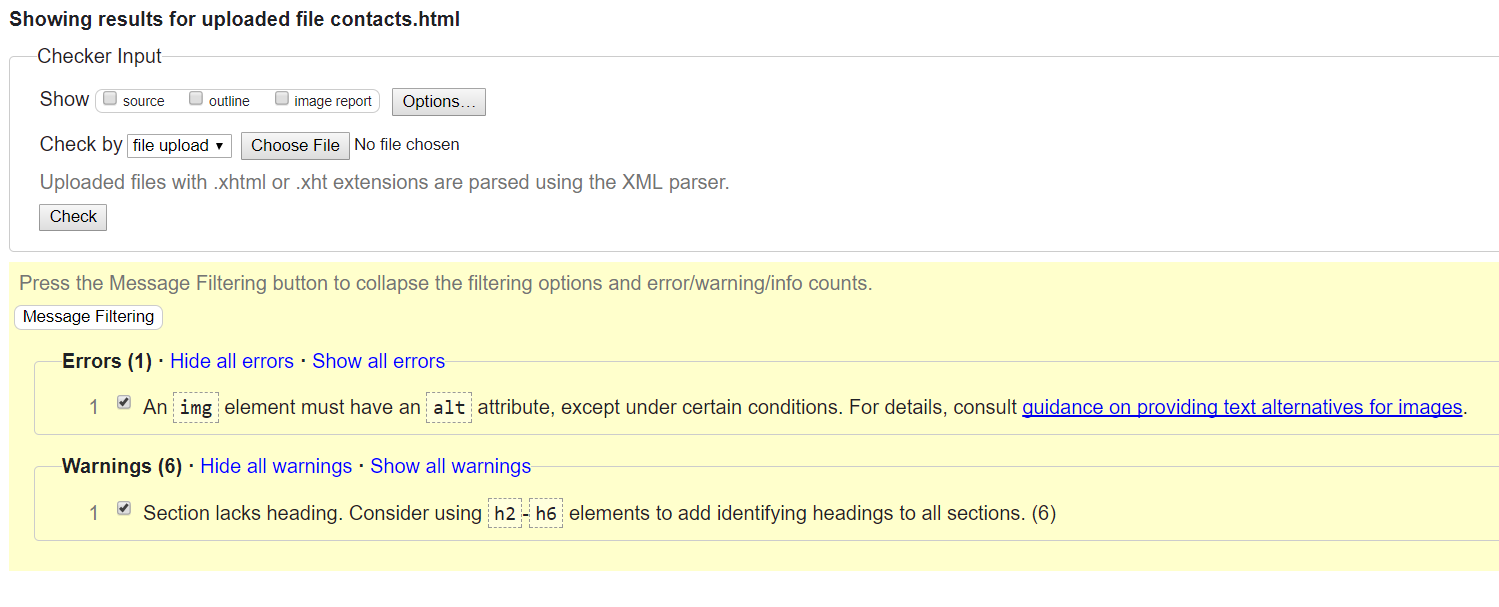 Showing results for uploaded file contacts.html
Checker Input
Show source outline image report Options...
Check by file upload ▼ Choose File No file chosen
Uploaded files with .xhtml or .xht extensions are parsed using the XML parser.
Check
Press the Message Filtering button to collapse the filtering options and error/warning/info counts.
Message Filtering
Errors (1) · Hide all errors · Show all errors
1 An img element must have an alt attribute, except under certain conditions. For details, consult guidance on providing text alternatives for images.
Warnings (6) · Hide all warnings · Show all warnings
1 Section lacks heading. Consider using h2-h6 elements to add identifying headings to all sections. (6)